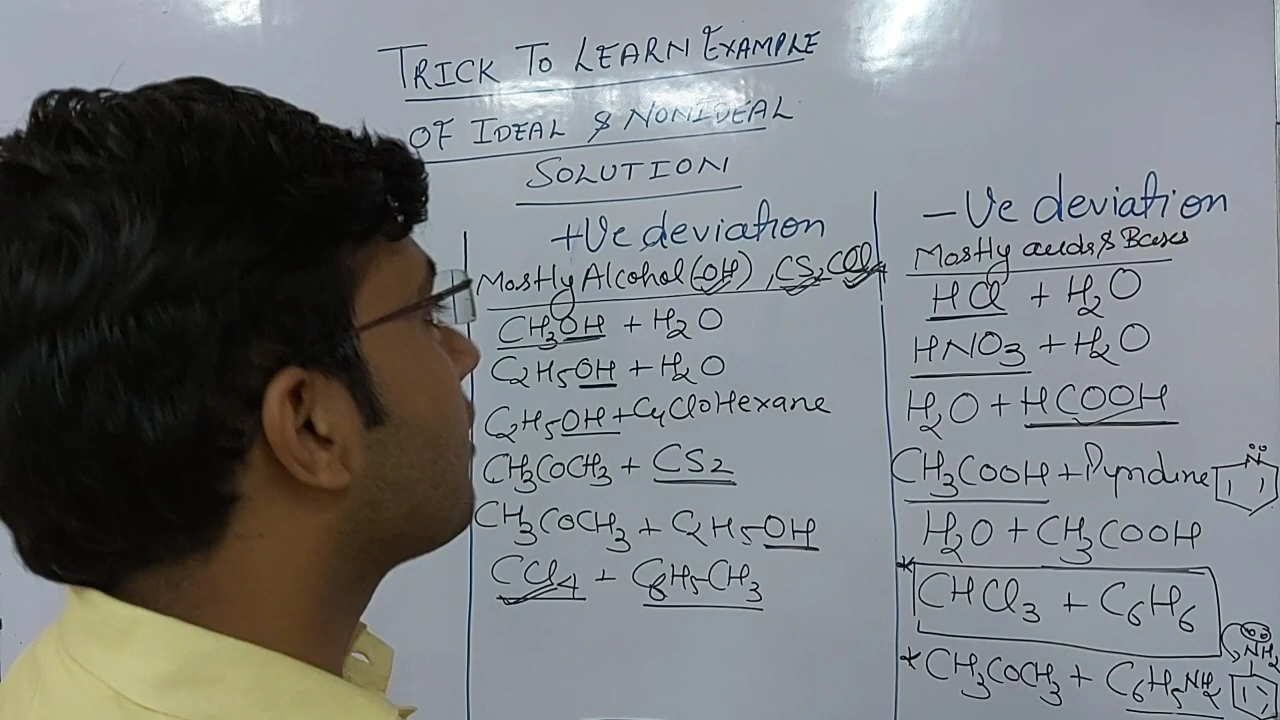 TRICK TO LEARN EXAMPLE
OF IDEAL & NONIDEAL
SOLUTION
+Ve deviation
Mostly Alcohol (OH), CS2, CCl4
CH3OH + H2O
C2H5OH + H2O
C2H5OH + CycloHexane
CH3COCH3 + CS2
CH3COCH3 + C2H5OH
CCl4 + C6H5-CH3
-Ve deviation
Mostly acids & Bases
HCl + H2O
HNO3 + H2O
H2O + HCOOH
CH3COOH + Pyridine N
H2O + CH3COOH
* CHCl3 + C6H6
* CH3COCH3 + C6H5NH2 NH2